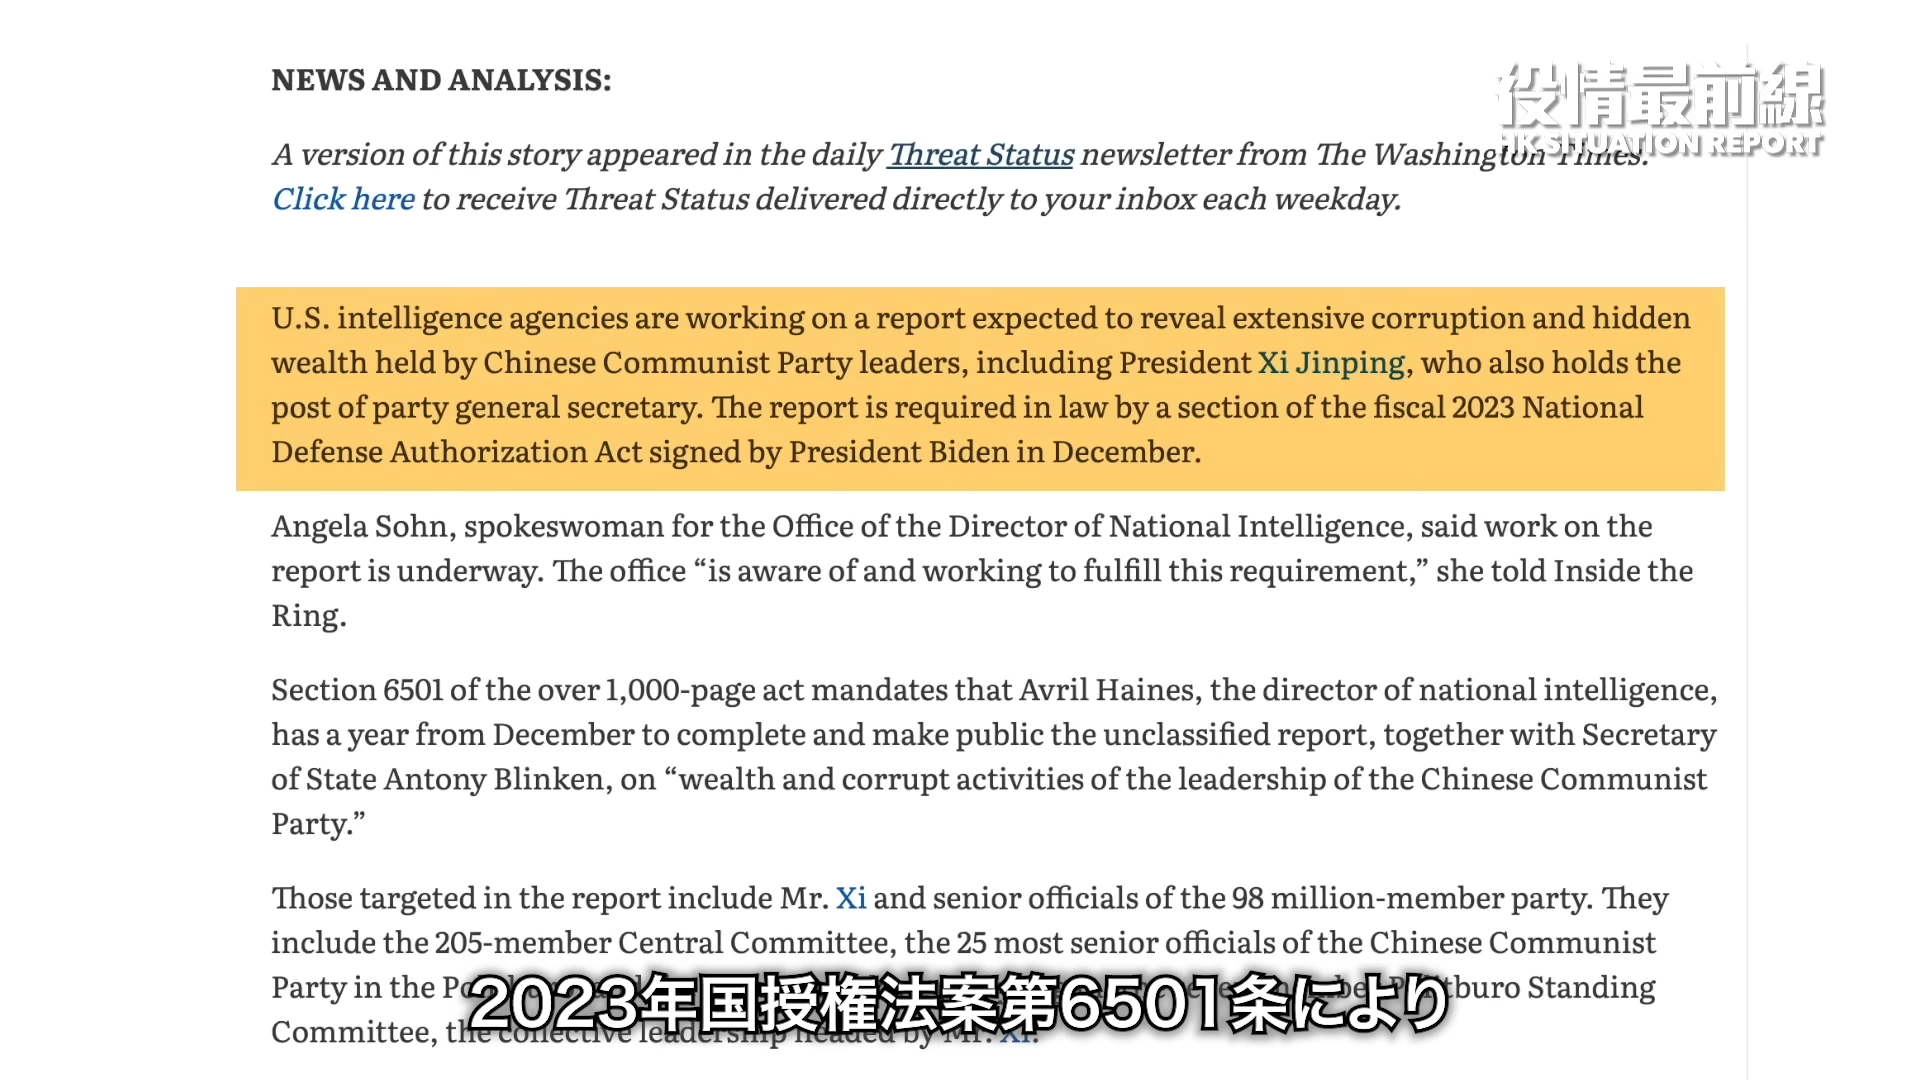 NEWS AND ANALYSIS:
役情最前線
HK SITUATION REPORT
A version of this story appeared in the daily Threat Status newsletter from The Washington Times.
Click here to receive Threat Status delivered directly to your inbox each weekday.
U.S. intelligence agencies are working on a report expected to reveal extensive corruption and hidden
wealth held by Chinese Communist Party leaders, including President Xi Jinping, who also holds the
post of party general secretary. The report is required in law by a section of the fiscal 2023 National
Defense Authorization Act signed by President Biden in December.
Angela Sohn, spokeswoman for the Office of the Director of National Intelligence, said work on the
report is underway. The office “is aware of and working to fulfill this requirement,” she told Inside the
Ring.
Section 6501 of the over 1,000-page act mandates that Avril Haines, the director of national intelligence,
has a year from December to complete and make public the unclassified report, together with Secretary
of State Antony Blinken, on “wealth and corrupt activities of the leadership of the Chinese Communist
Party.”
Those targeted in the report include Mr. Xi and senior officials of the 98 million-member party. They
include the 205-member Central Committee, the 25 most senior officials of the Chinese Communist
Party in the Politburo Standing
Committee, the collective leadership headed by Mr. Xi.
2023年国授権法案第6501条により